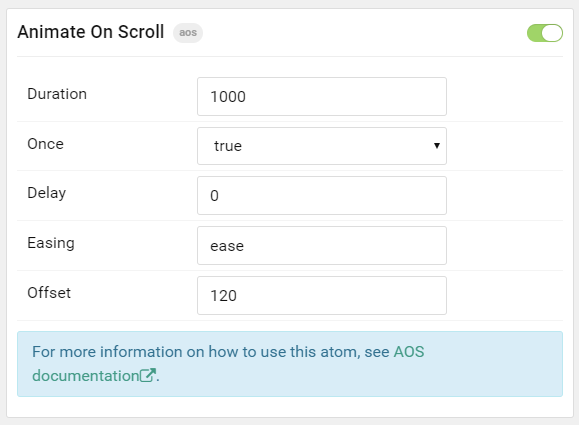 Animate On Scroll aos
Duration 1000
Once true
Delay 0
Easing ease
Offset 120
For more information on how to use this atom, see AOS
documentation.